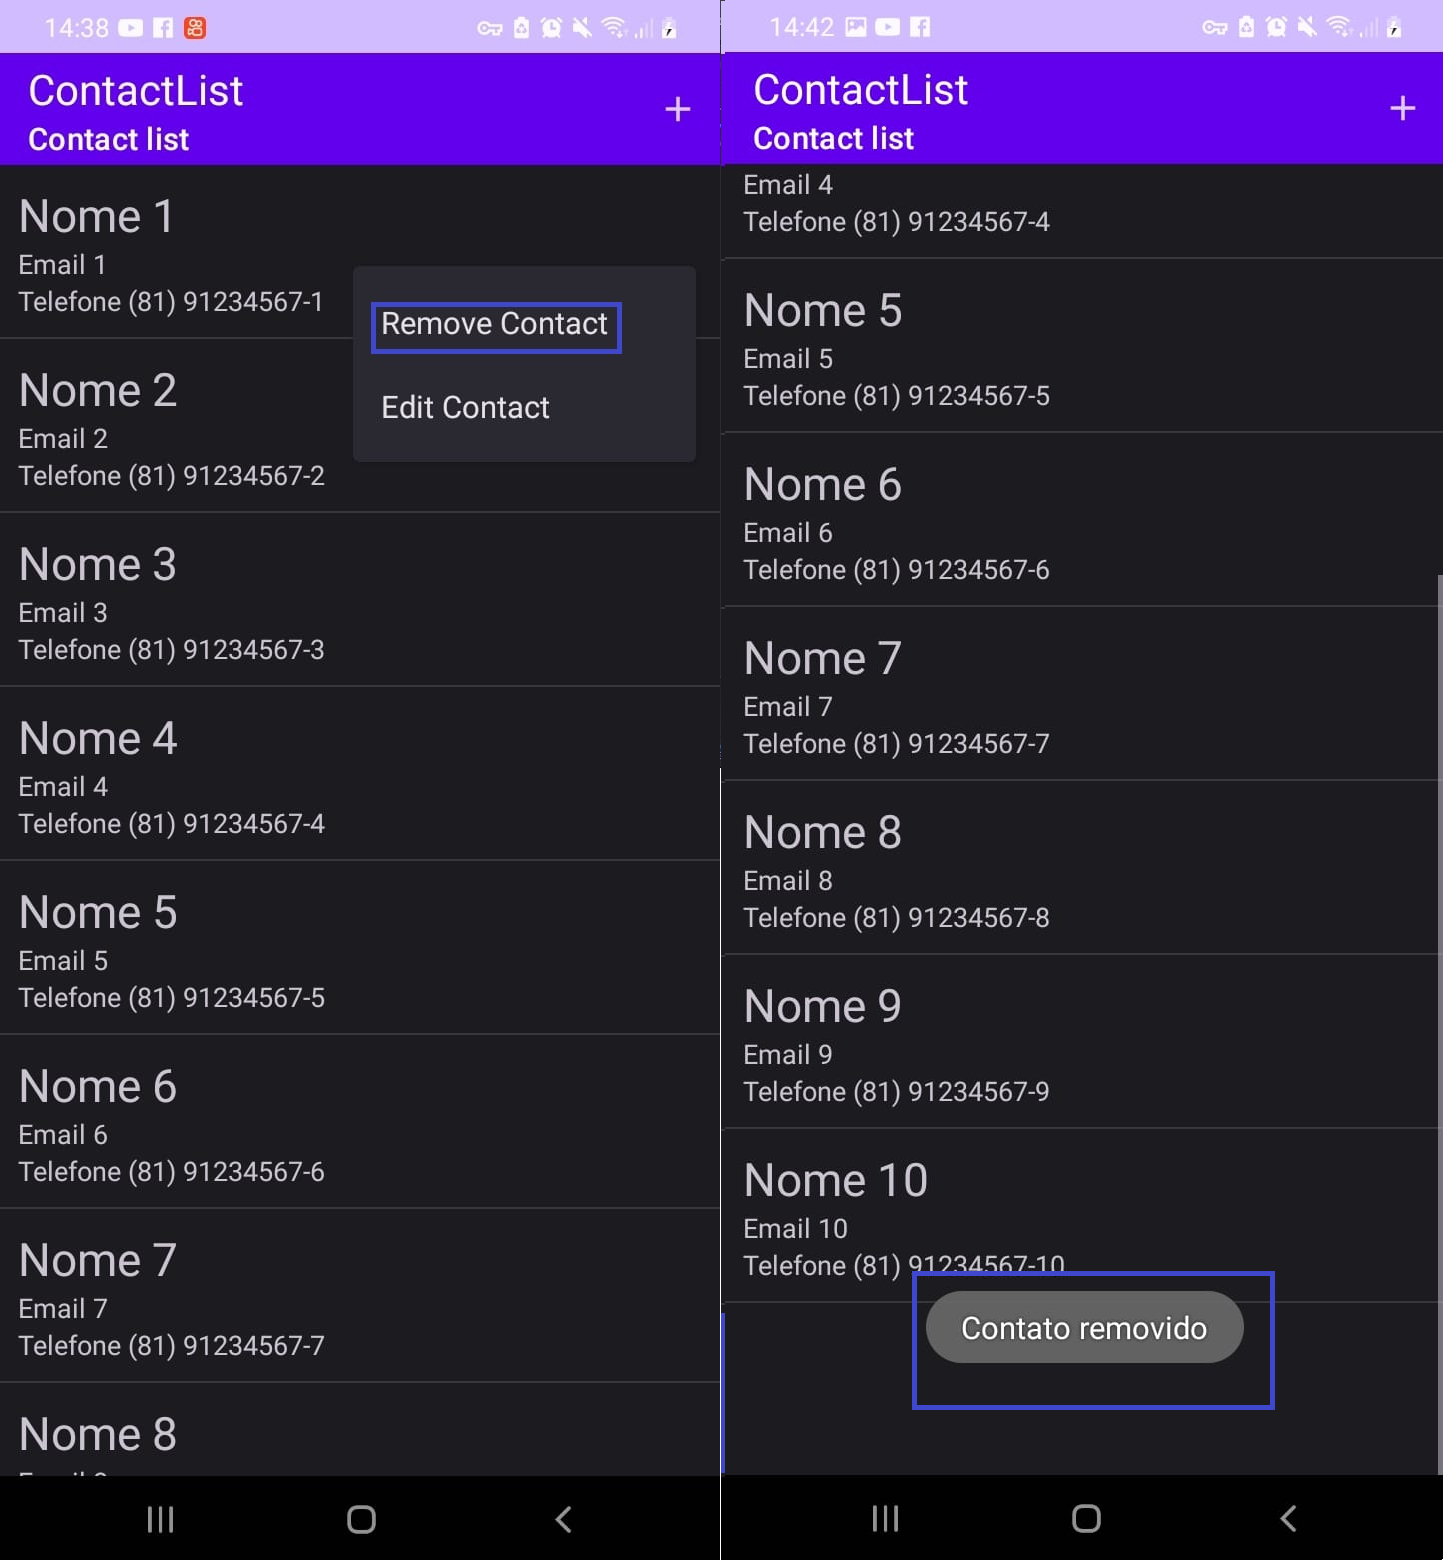 14:38
ContactList
Contact list
Nome 1
Email 1
Telefone (81) 91234567-1
Remove Contact
Edit Contact
Nome 2
Email 2
Telefone (81) 91234567-2
Nome 3
Email 3
Telefone (81) 91234567-3
Nome 4
Email 4
Telefone (81) 91234567-4
Nome 5
Email 5
Telefone (81) 91234567-5
Nome 6
Email 6
Telefone (81) 91234567-6
Nome 7
Email 7
Telefone (81) 91234567-7
Nome 8
14:42
ContactList
Contact list
Email 4
Telefone (81) 91234567-4
Nome 5
Email 5
Telefone (81) 91234567-5
Nome 6
Email 6
Telefone (81) 91234567-6
Nome 7
Email 7
Telefone (81) 91234567-7
Nome 8
Email 8
Telefone (81) 91234567-8
Nome 9
Email 9
Telefone (81) 91234567-9
Nome 10
Email 10
Telefone (81) 91234567-10
Contato removido